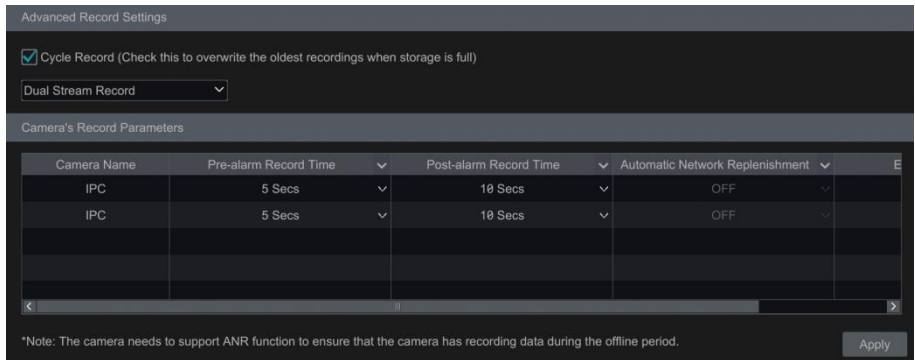 Advanced Record Settings
Cycle Record (Check this to overwrite the oldest recordings when storage is full)
Dual Stream Record
Camera's Record Parameters
Camera Name Pre-alarm Record Time Post-alarm Record Time Automatic Network Replenishment E
IPC 5 Secs 10 Secs OFF
IPC 5 Secs 10 Secs OFF
*Note: The camera needs to support ANR function to ensure that the camera has recording data during the offline period.
Apply